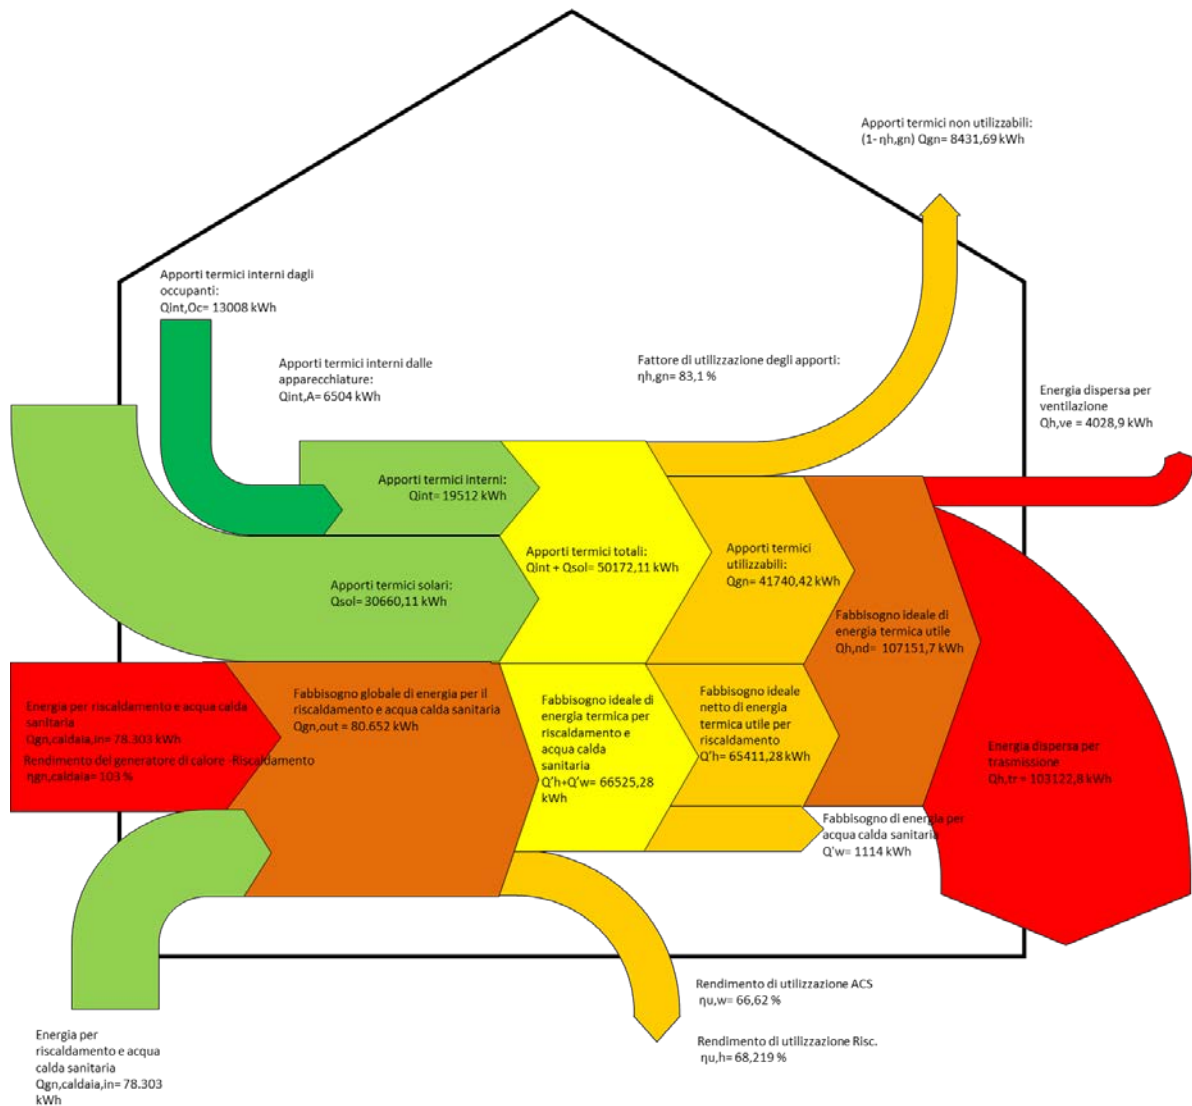 Apporti termici non utilizzabili:
(1- ηh,gn) Qgn= 8431,69 kWh
Apporti termici interni dagli
occupanti:
Qint,Oc= 13008 kWh
Apporti termici interni dalle
apparecchiature:
Qint,A= 6504 kWh
Fattore di utilizzazione degli apporti:
ηh,gn= 83,1 %
Energia dispersa per
ventilazione
Qh,ve = 4028,9 kWh
Apporti termici interni:
Qint= 19512 kWh
Apporti termici totali:
Qint + Qsol= 50172,11 kWh
Apporti termici
utilizzabili:
Qgn= 41740,42 kWh
Apporti termici solari:
Qsol= 30660,11 kWh
Fabbisogno ideale di
energia termica utile
Qh,nd= 107151,7 kWh
Energia per riscaldamento e acqua calda
sanitaria
Qgn,caldaia,in= 78.303 kWh
Rendimento del generatore di calore -Riscaldamento
ηgn,caldaia= 103 %
Fabbisogno globale di energia per il
riscaldamento e acqua calda sanitaria
Qgn,out = 80.652 kWh
Fabbisogno ideale di
energia termica per
riscaldamento e
acqua calda
sanitaria
Q'h+Q'w= 66525,28
kWh
Fabbisogno ideale
netto di energia
termica utile per
riscaldamento
Q'h= 65411,28 kWh
Energia dispersa per
trasmissione
Qh,tr= 103122,8 kWh
Fabbisogno di energia per
acqua calda sanitaria
Q'w= 1114 kWh
Rendimento di utilizzazione ACS
ηu,w= 66,62 %
Rendimento di utilizzazione Risc.
ηu,h= 68,219 %
Energia per
riscaldamento e acqua
calda sanitaria
Qgn,caldaia,in= 78.303
kWh